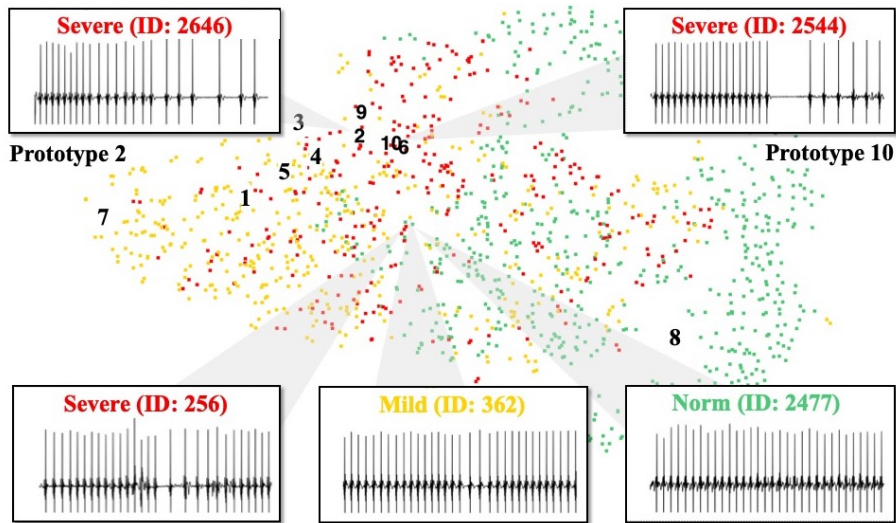 Severe (ID: 2646)
Severe (ID: 2544)
Prototype 2
Prototype 10
9
3
2
10
6
4
5
1
7
8
Severe (ID: 256)
Mild (ID: 362)
Norm (ID: 2477)